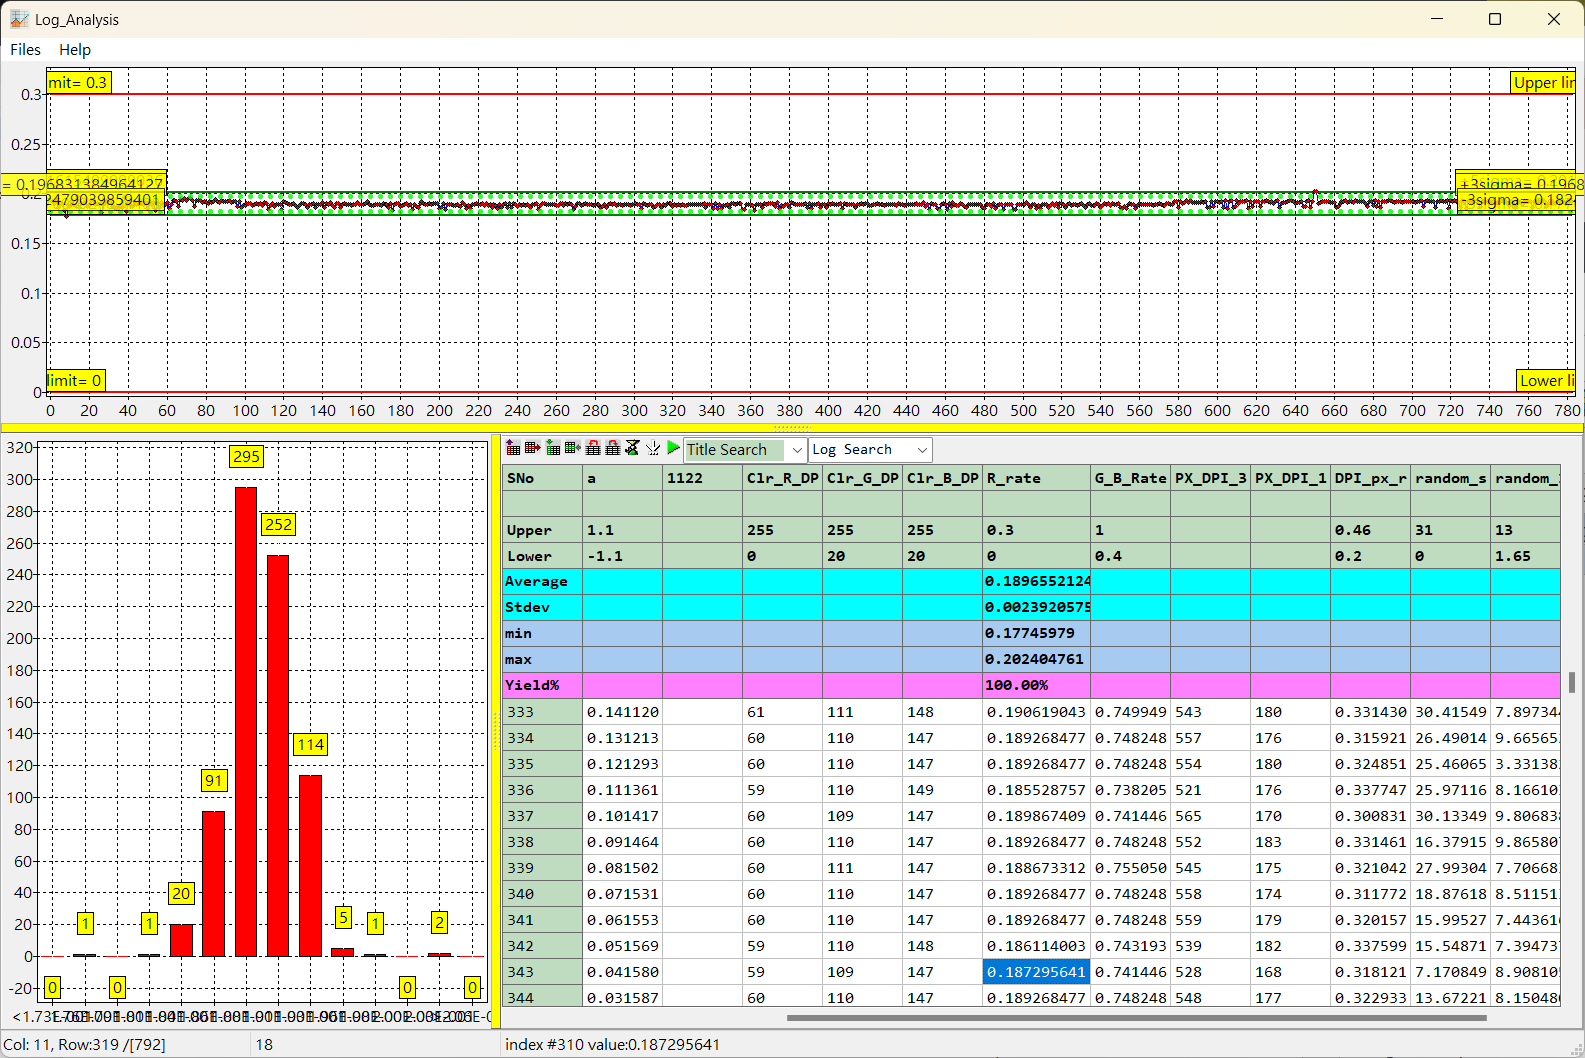 Log_Analysis
Files Help
mit= 0.3 Upper lir
0.3
0.25
= 0.196831384964127 +3sigma= 0.1968
2479039859401 -3sigma= 0.1824
0.15
0.1
0.05
limit= 0 Lower li
0
0 20 40 60 80 100 120 140 160 180 200 220 240 260 280 300 320 340 360 380 400 420 440 460 480 500 520 540 560 580 600 620 640 660 680 700 720 740 760 780
320
300
280
260
240
220
200
180
160
140
120
100
80
60
40
20
0
-20
0 1 0 1 20 91 295 252 114 5 1 0 2 0
Title Search Log Search
SNo a 1122 Clr_R_DP Clr_G_DP Clr_B_DP R_rate G_B_Rate PX_DPI_3 PX_DPI_1 DPI_px_r random_s random_
Upper 1.1 255 255 255 0.3 1 0.46 31 13
Lower -1.1 0 20 20 0 0.4 0.2 0 1.65
Average 0.1896552124
Stdev 0.0023920575
min 0.17745979
max 0.202404761
Yield% 100.00%
333 0.141120 61 111 148 0.190619043 0.749949 543 180 0.331430 30.41549 7.89734
334 0.131213 60 110 147 0.189268477 0.748248 557 176 0.315921 26.49014 9.66565
335 0.121293 60 110 147 0.189268477 0.748248 554 180 0.324851 25.46065 3.33138
336 0.111361 59 110 149 0.185528757 0.738205 521 176 0.337747 25.97116 8.16610
337 0.101417 60 109 147 0.189867409 0.741446 565 170 0.300831 30.13349 9.80683
338 0.091464 60 110 147 0.189268477 0.748248 552 183 0.331461 16.37915 9.86580
339 0.081502 60 111 147 0.188673312 0.755050 545 175 0.321042 27.99304 7.70668
340 0.071531 60 110 147 0.189268477 0.748248 558 174 0.311772 18.87618 8.51151
341 0.061553 60 110 147 0.189268477 0.748248 559 179 0.320157 15.99527 7.44361
342 0.051569 59 110 148 0.186114003 0.743193 539 182 0.337599 15.54871 7.39473
343 0.041580 59 109 147 0.187295641 0.741446 528 168 0.318121 7.170849 8.90810
344 0.031587 60 110 147 0.189268477 0.748248 548 177 0.322933 13.67221 8.15048
Col: 11, Row:319 /[792] 18 index #310 value:0.187295641